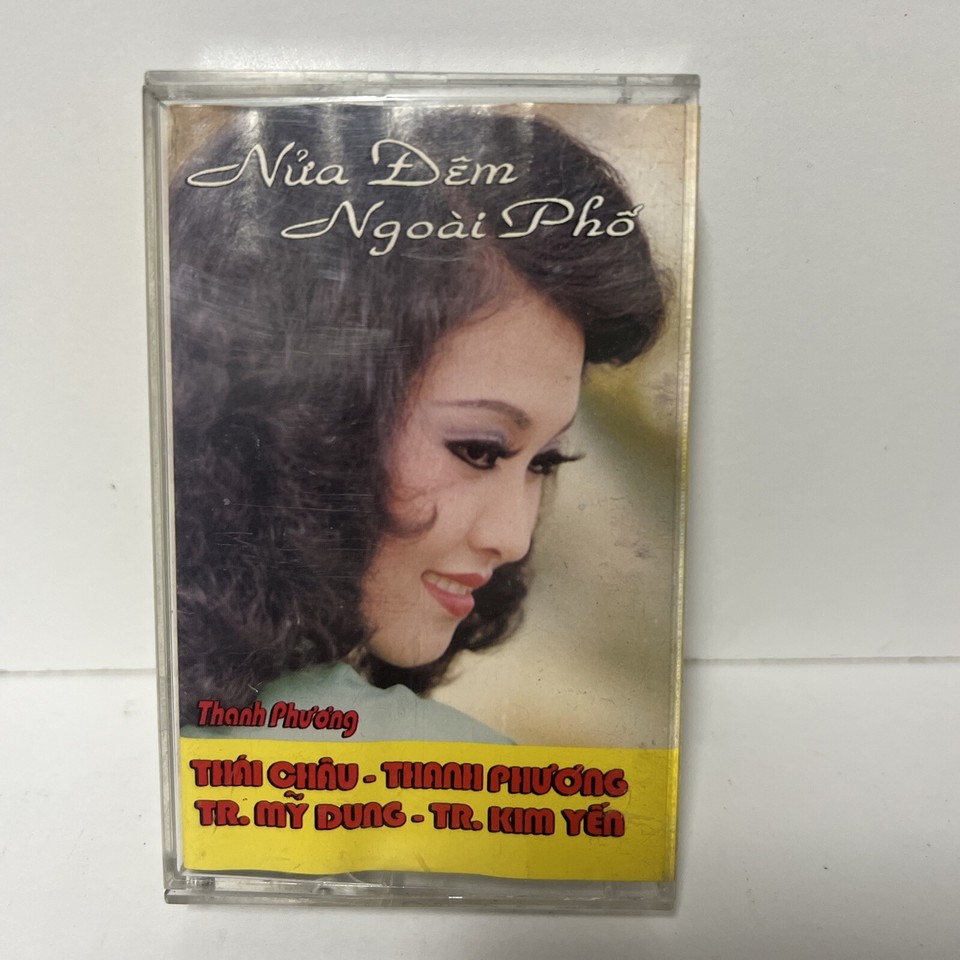 Nửa Đêm
Ngoài Phố
Thanh Phương
THÁI CHÂU - THANH PHƯƠNG
TR. MỸ DUNG - TR. KIM YẾN